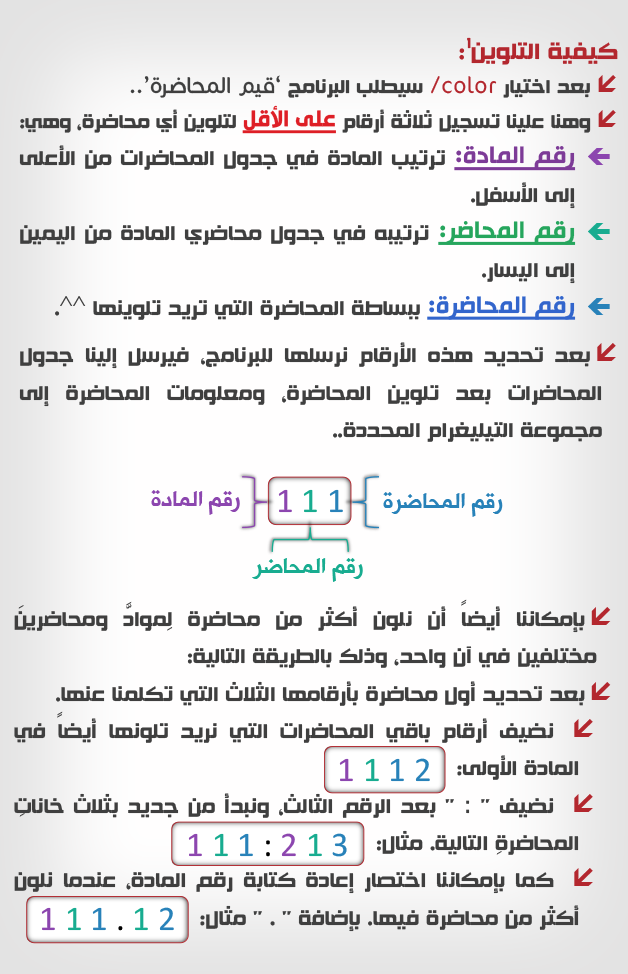 كيفية التلوين¹:
بعد اختيار color/ سيطلب البرنامج ‘قيم المحاضرة’..
وهنا علينا تسجيل ثلاثة أرقام على الأقل لتلوين أي محاضرة، وهي:
رقم المادة: ترتيب المادة في جدول المحاضرات من الأعلى
إلى الأسفل.
رقم المحاضر: ترتيبه في جدول محاضري المادة من اليمين
إلى اليسار.
رقم المحاضرة: ببساطة المحاضرة التي تريد تلوينها ^^.
بعد تحديد هذه الأرقام نرسلها للبرنامج، فيرسل إلينا جدول
المحاضرات بعد تلوين المحاضرة، ومعلومات المحاضرة إلى
مجموعة التيليغرام المحددة..
رقم المادة 1 1 1 رقم المحاضرة
رقم المحاضر
بإمكاننا أيضاً أن نلون أكثر من محاضرة لِموادَّ ومحاضرينَ
مختلفين في آن واحد، وذلك بالطريقة التالية:
بعد تحديد أول محاضرة بأرقامها الثلاث التي تكلمنا عنها.
نضيف أرقام باقي المحاضرات التي نريد تلونها أيضاً في
المادة الأولى: 1 1 1 2
نضيف " : " بعد الرقم الثالث، ونبدأ من جديد بثلاث خاناتِ
المحاضرةِ التالية. مثال: 1 1 1 : 2 1 3
كما بإمكاننا اختصار إعادة كتابة رقم المادة، عندما نلون
أكثر من محاضرة فيها. بإضافة " . " مثال: 1 1 1 . 1 2